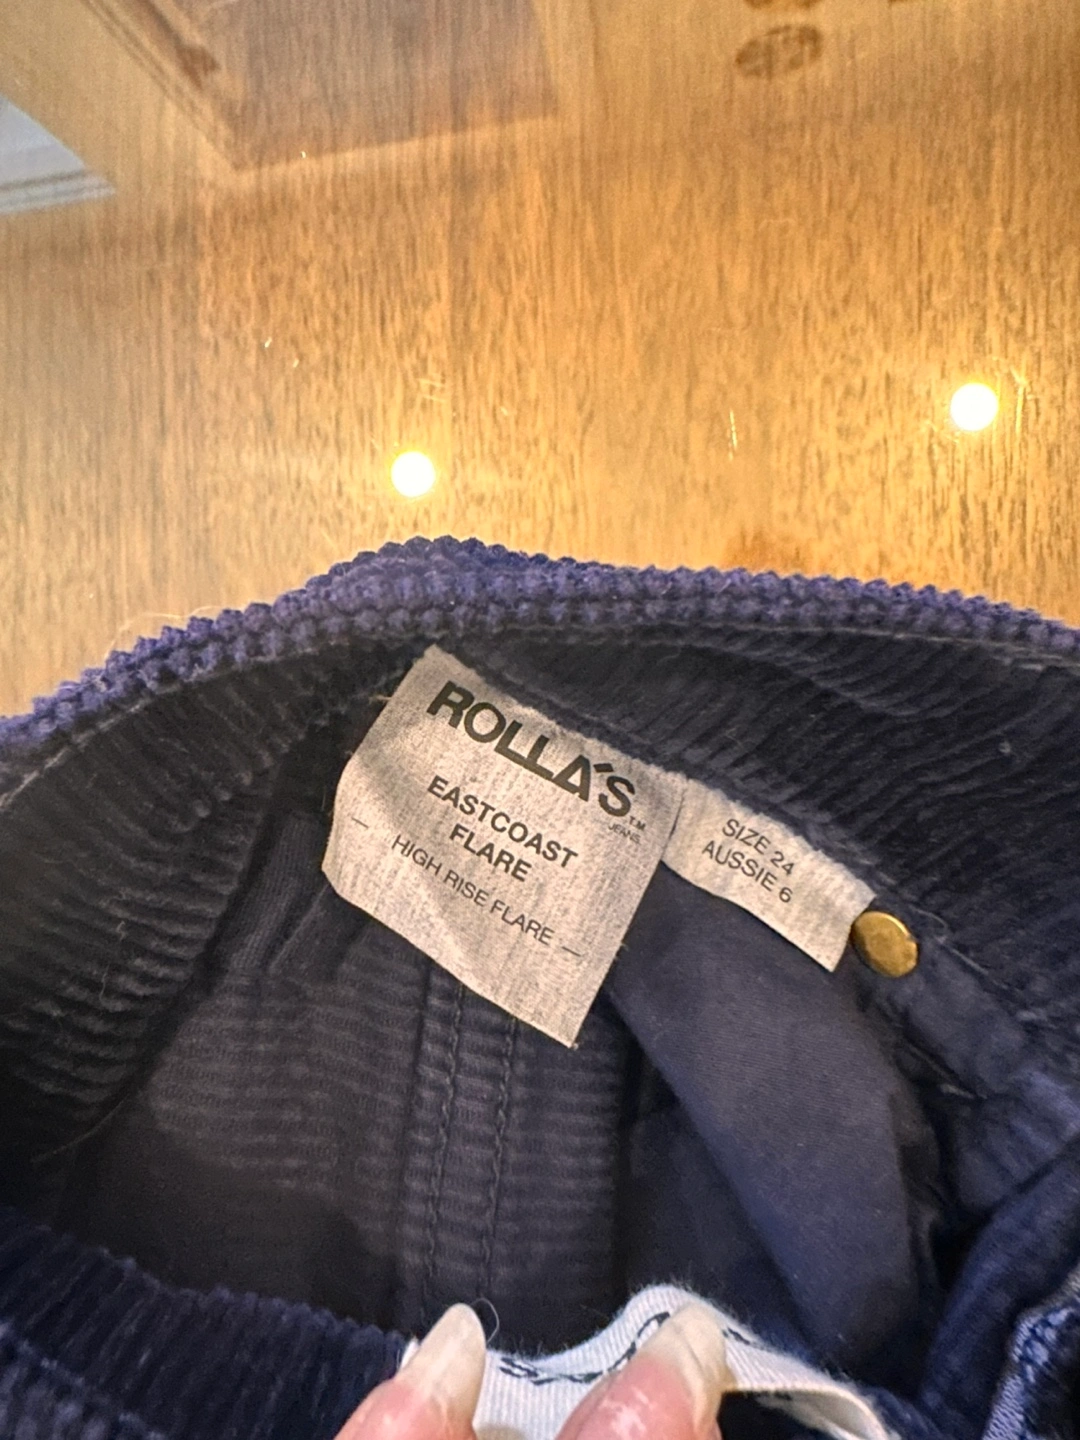 ROLLA'S
JEANS TM
EASTCOAST
FLARE
— HIGH RISE FLARE —
SIZE 24
AUSSIE 6